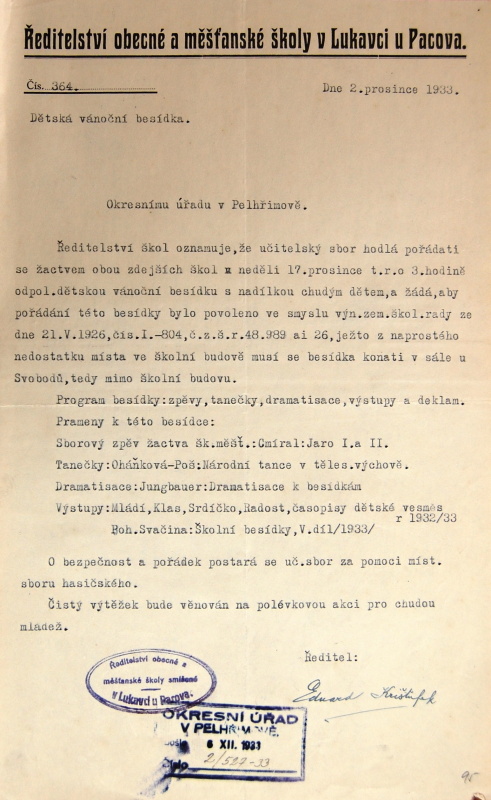 Ředitelství obecné a měšťanské školy v Lukavci u Pacova.
Čís. 364.
Dne 2.prosince 1933.
Dětská vánoční besídka.
Okresnímu úřadu v Pelhřimově.
Ředitelství škol oznamuje,že učitelský sbor hodlá pořádati
se žactvem obou zdejších škol v neděli 17.prosince t.r.o 3.hodině
odpol.dětskou vánoční besídku s nadílkou chudým dětem,a žádá,aby
pořádání této besídky bylo povoleno ve smyslu výn.zem.škol.rady ze
dne 21.V.1926,čís.I.-804,č.z.š.r.48.989 ai 26,ježto z naprostého
nedostatku místa ve školní budově musí se besídka konati v sále u
Svobodů,tedy mimo školní budovu.
Program besídky:zpěvy,tanečky,dramatisace,výstupy a deklam.
Prameny k této besídce:
Sborový zpěv žactva šk.měšť.:Cmíral:Jaro I.a II.
Tanečky:Oháňková-Poš:Národní tance v těles.výchově.
Dramatisace:Jungbauer:Dramatisace k besídkám
Výstupy:Mládí,Klas,Srdíčko,Radost,časopisy dětské vesměs
r 1932/33
Boh.Svačina:Školní besídky,V.díl/1933/
O bezpečnost a pořádek postará se uč.sbor za pomoci míst.
sboru hasičského.
Čistý výtěžek bude věnován na polévkovou akci pro chudou
mládež.
Ředitel:
Eduard Krištůfek
Ředitelství obecné a
měšťanské školy smíšené
v Lukavci u Pacova.
OKRESNÍ ÚŘAD
V PELHŘIMOVĚ.
Došlo 6 XII. 1933
Číslo 2/527-33
95